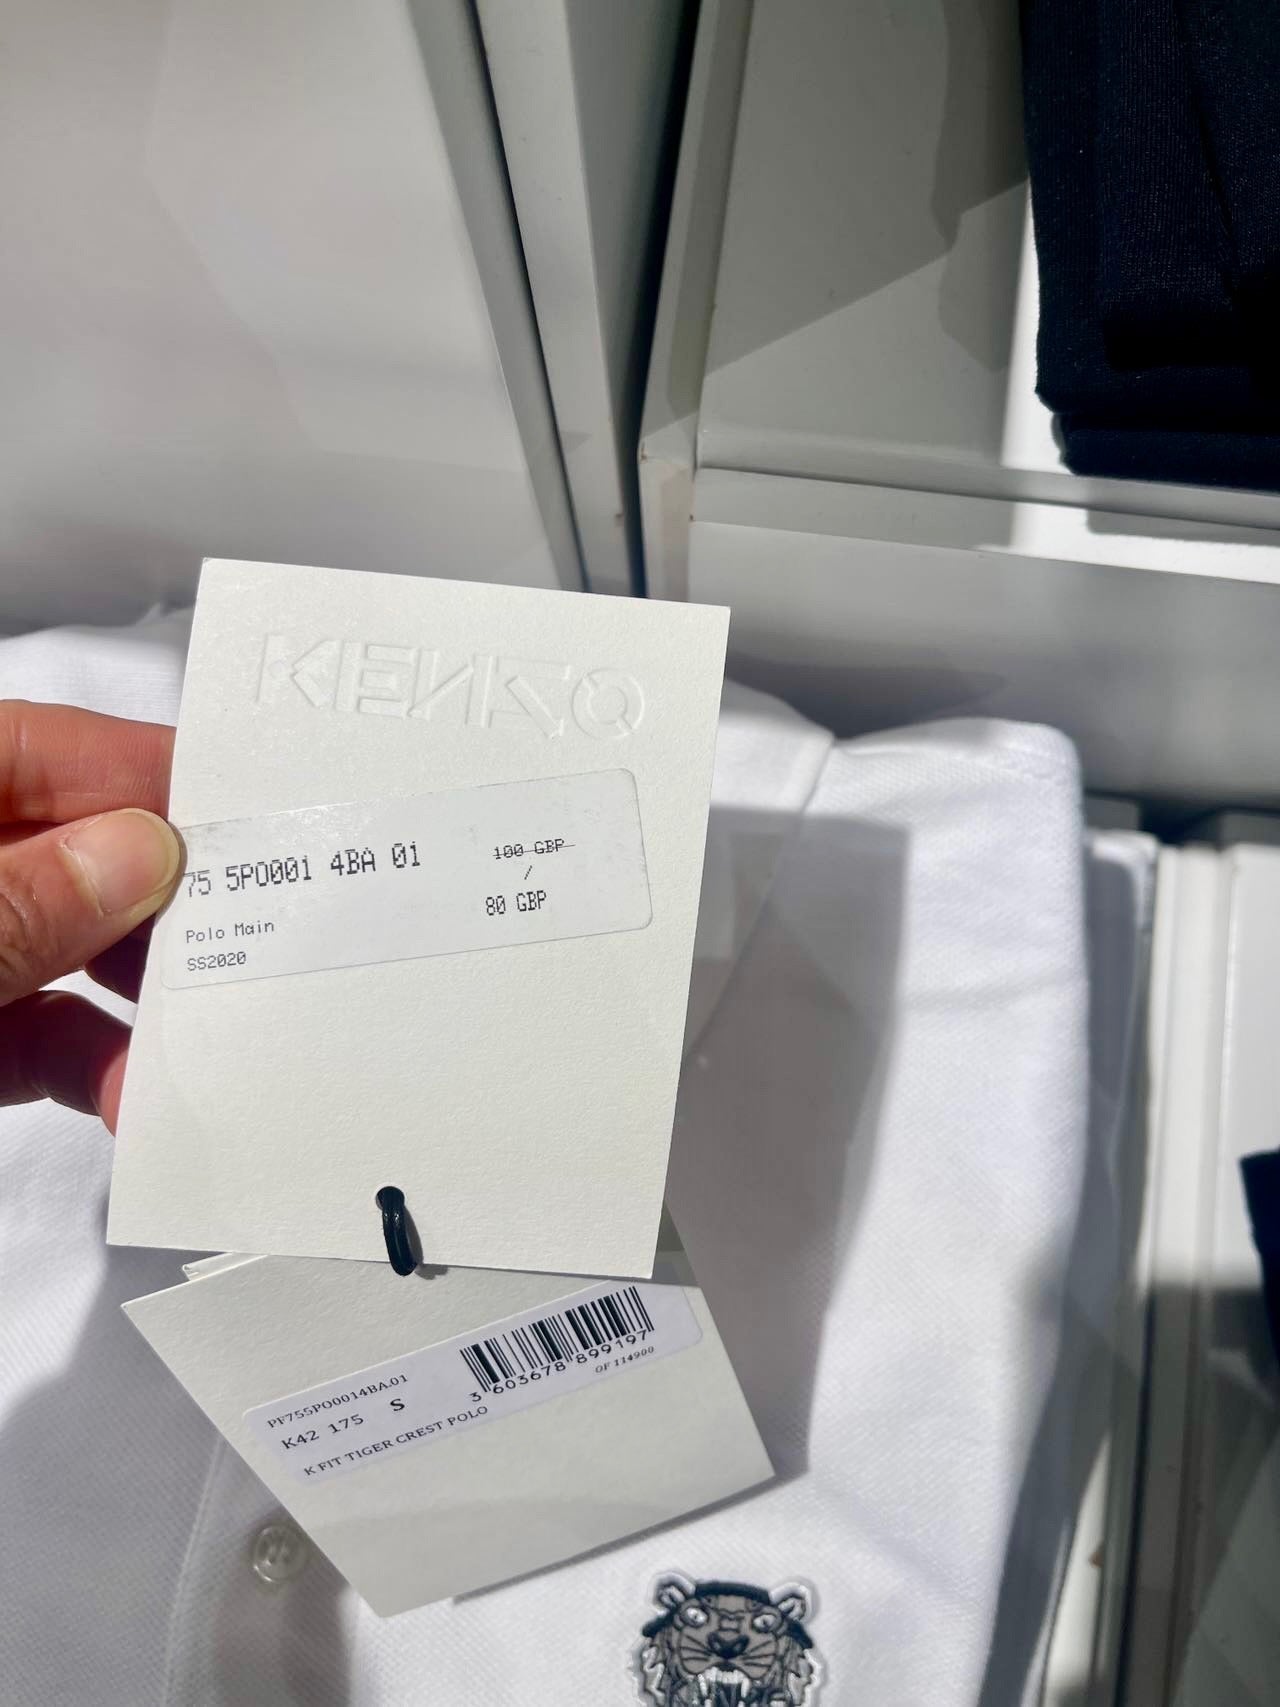 KENZO
75 5PO001 4BA 01
100 GBP
/
80 GBP
Polo Main
SS2020
3 603678 899197
OF 114900
PF755PO0014BA.01
K42 175 S
K FIT TIGER CREST POLO